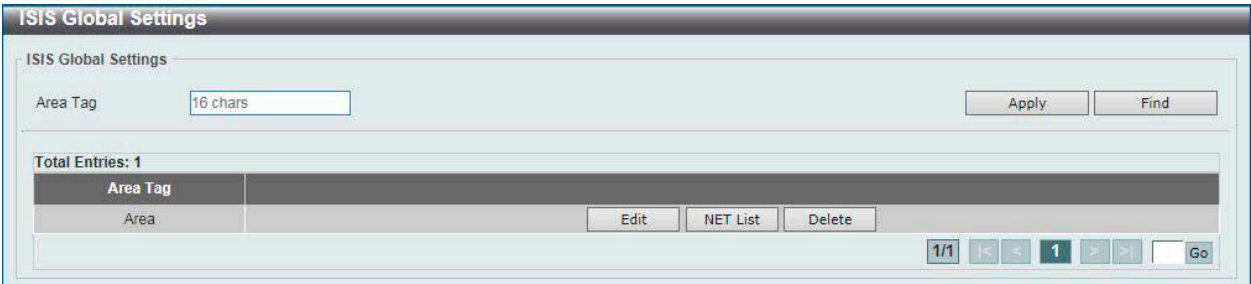 ISIS Global Settings
ISIS Global Settings
Area Tag 16 chars Apply Find
Total Entries: 1
Area Tag
Area Edit NET List Delete
1/1 |< < 1 > >| Go